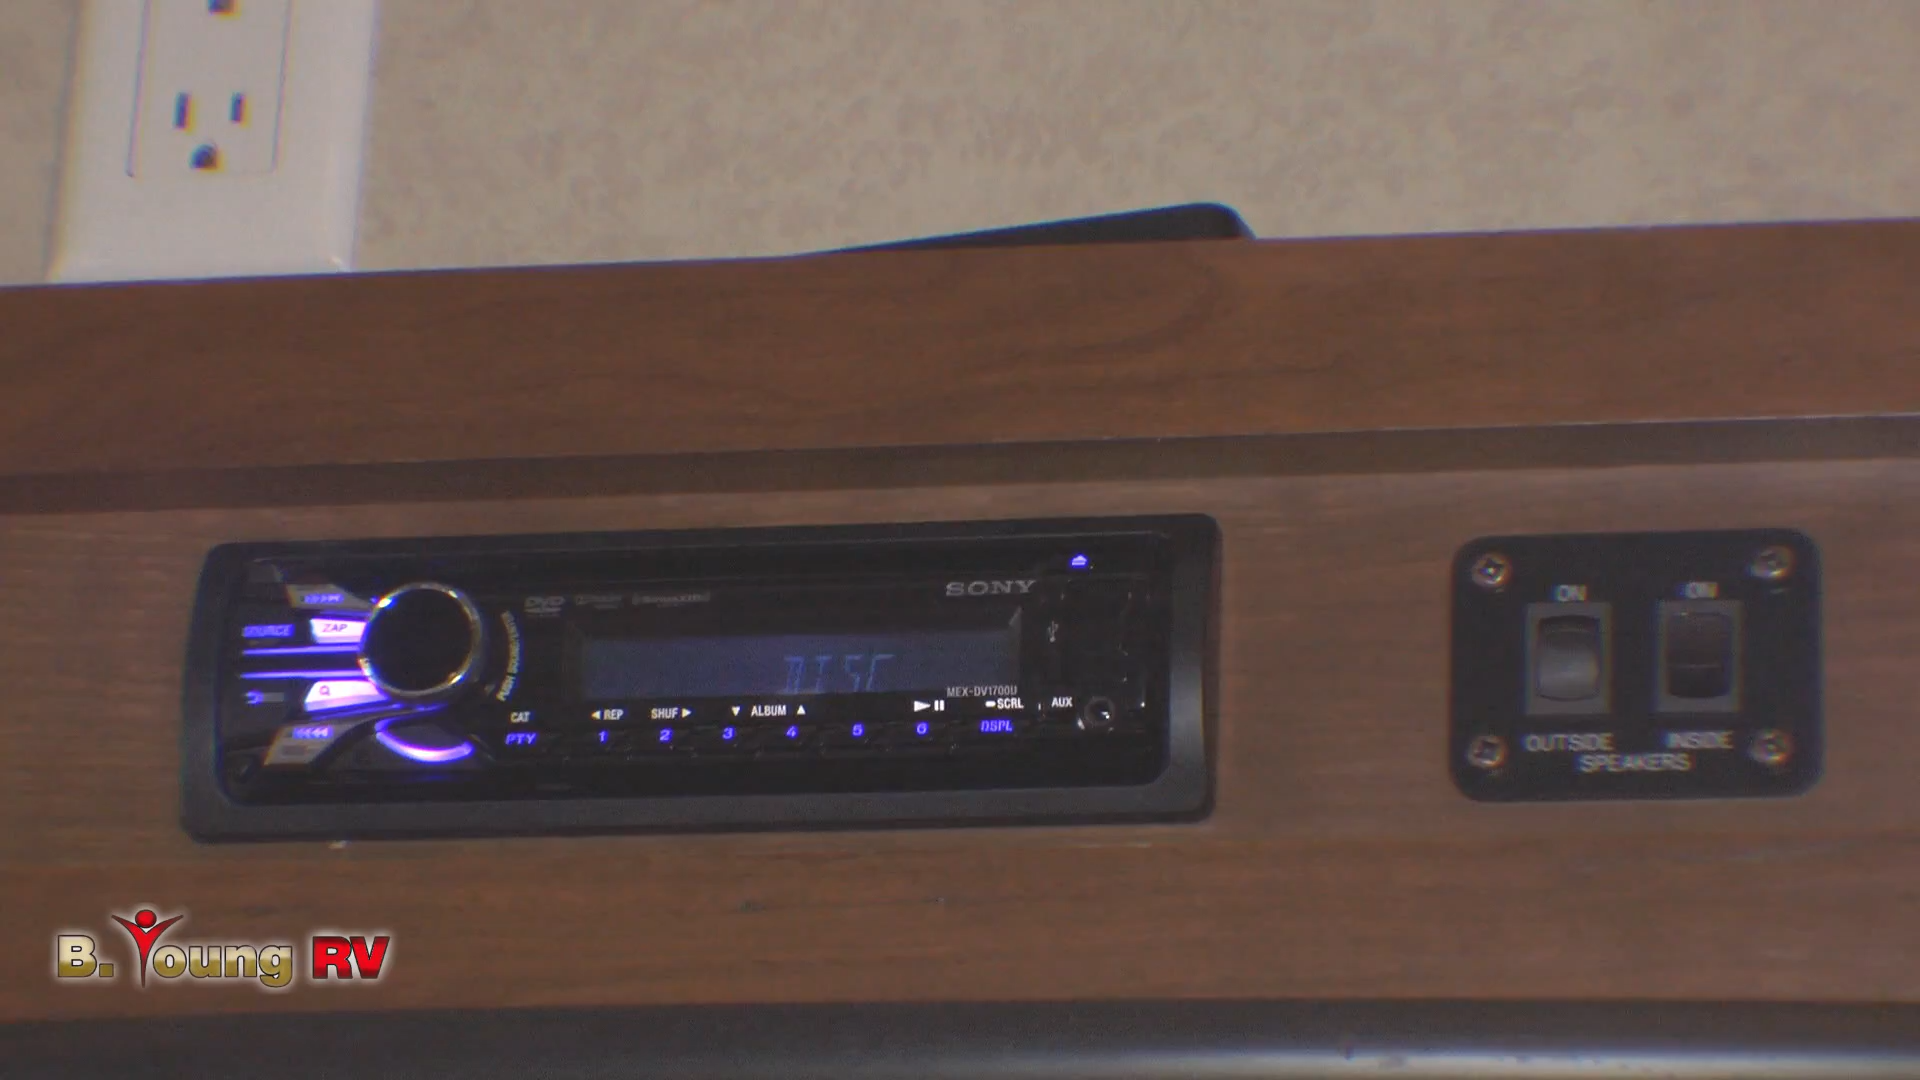 SONY
DVD
SOURCE
ZAP
PUSH
DISC
MEX-DV1700U
CAT
◄ REP
SHUF ►
▼ ALBUM ▲
SCRL
AUX
PTY
1
2
3
4
5
6
DSPL
ON
ON
OUTSIDE
INSIDE
SPEAKERS
B. Young RV